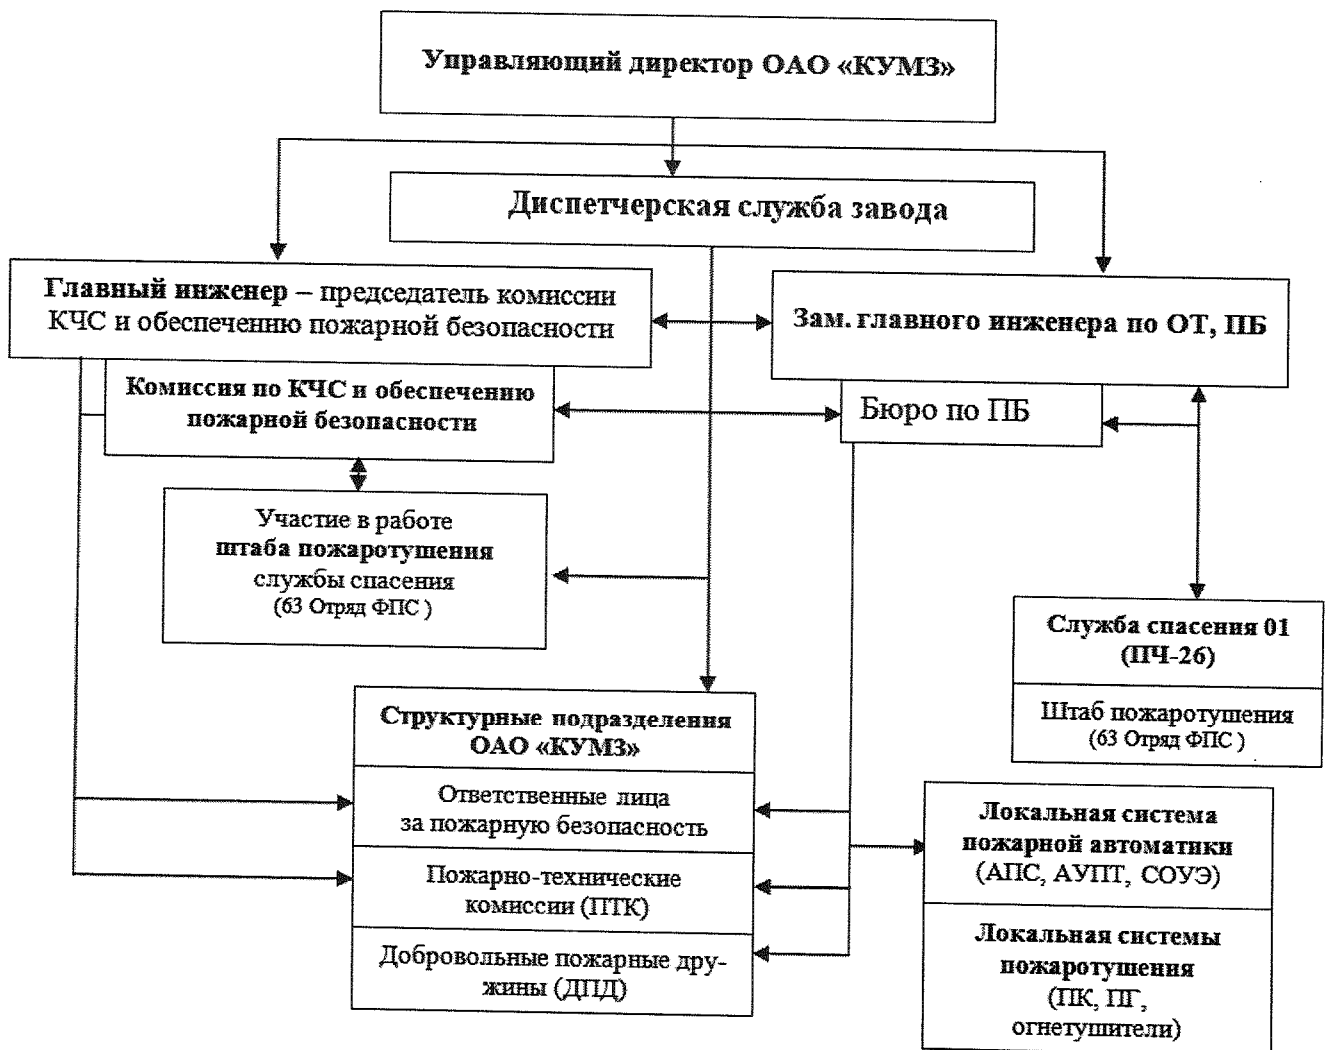 Управляющий директор ОАО «КУМЗ»
Диспетчерская служба завода
Главный инженер – председатель комиссии
КЧС и обеспечению пожарной безопасности
Зам. главного инженера по ОТ, ПБ
Комиссия по КЧС и обеспечению
пожарной безопасности
Бюро по ПБ
Участие в работе
штаба пожаротушения
службы спасения
(63 Отряд ФПС )
Служба спасения 01
(ПЧ-26)
Штаб пожаротушения
(63 Отряд ФПС )
Структурные подразделения
ОАО «КУМЗ»
Ответственные лица
за пожарную безопасность
Пожарно-технические
комиссии (ПТК)
Добровольные пожарные дру-
жины (ДПД)
Локальная система
пожарной автоматики
(АПС, АУПТ, СОУЭ)
Локальная системы
пожаротушения
(ПК, ПГ,
огнетушители)